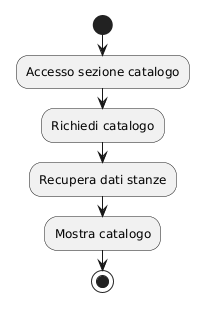 Accesso sezione catalogo
Richiedi catalogo
Recupera dati stanze
Mostra catalogo